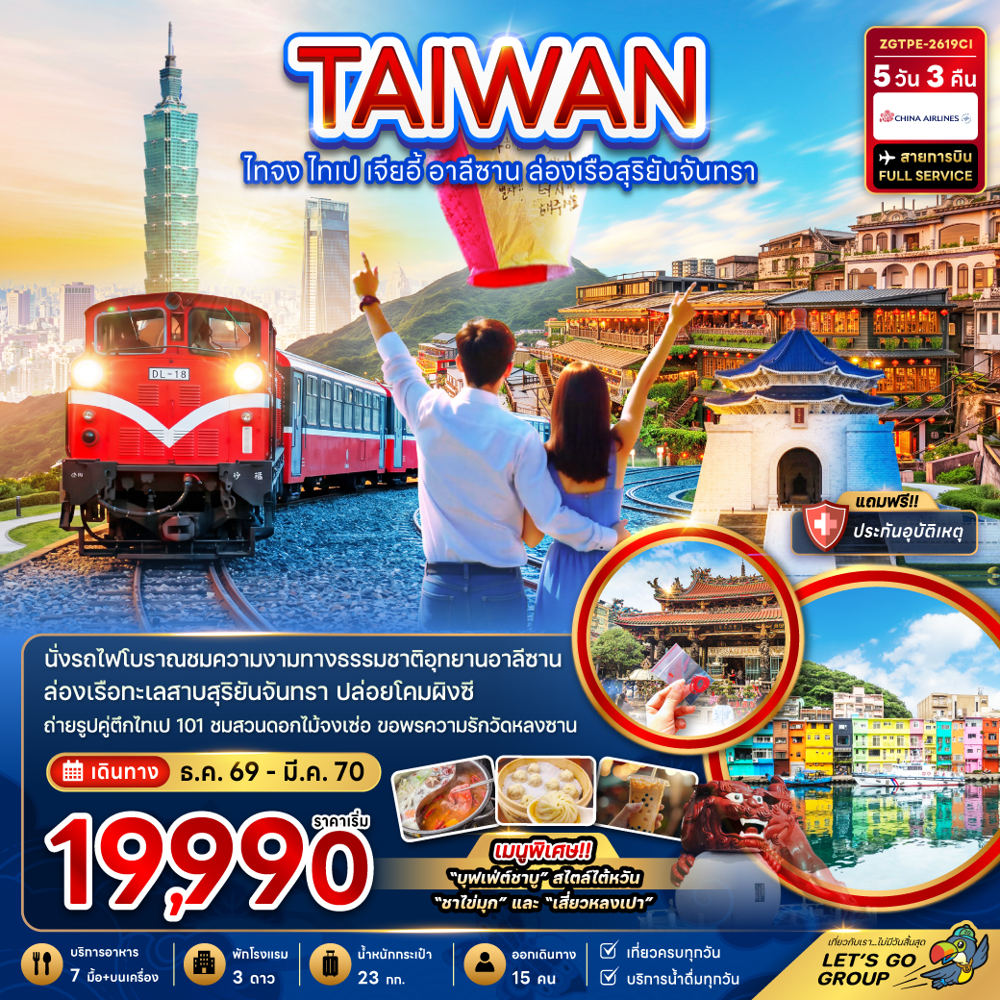 TAIWAN
ไทจง ไทเป เจียอี้ อาลีซาน ล่องเรือสุริยันจันทรา
ZGTPE-2619CI
5 วัน 3 คืน
CHINA AIRLINES
สายการบิน
FULL SERVICE
DL-18
แถมฟรี!!
ประกันอุบัติเหตุ
นั่งรถไฟโบราณชมความงามทางธรรมชาติอุทยานอาลีซาน
ล่องเรือทะเลสาบสุริยันจันทรา ปล่อยโคมผิงซี
ถ่ายรูปคู่ตึกไทเป 101 ชมสวนดอกไม้จงเซ่อ ขอพรความรักวัดหลงซาน
เดินทาง ธ.ค. 69 - มี.ค. 70
ราคาเริ่ม
19,990
เมนูพิเศษ!!
“บุฟเฟ่ต์ชาบู” สไตล์ไต้หวัน
“ชาไข่มุก” และ “เสี่ยวหลงเปา”
บริการอาหาร
7 มื้อ+บนเครื่อง
พักโรงแรม
3 ดาว
น้ำหนักกระเป๋า
23 กก.
ออกเดินทาง
15 คน
เที่ยวครบทุกวัน
บริการน้ำดื่มทุกวัน
เที่ยวกับเรา...ไม่มีวันสิ้นสุด
LET'S GO
GROUP